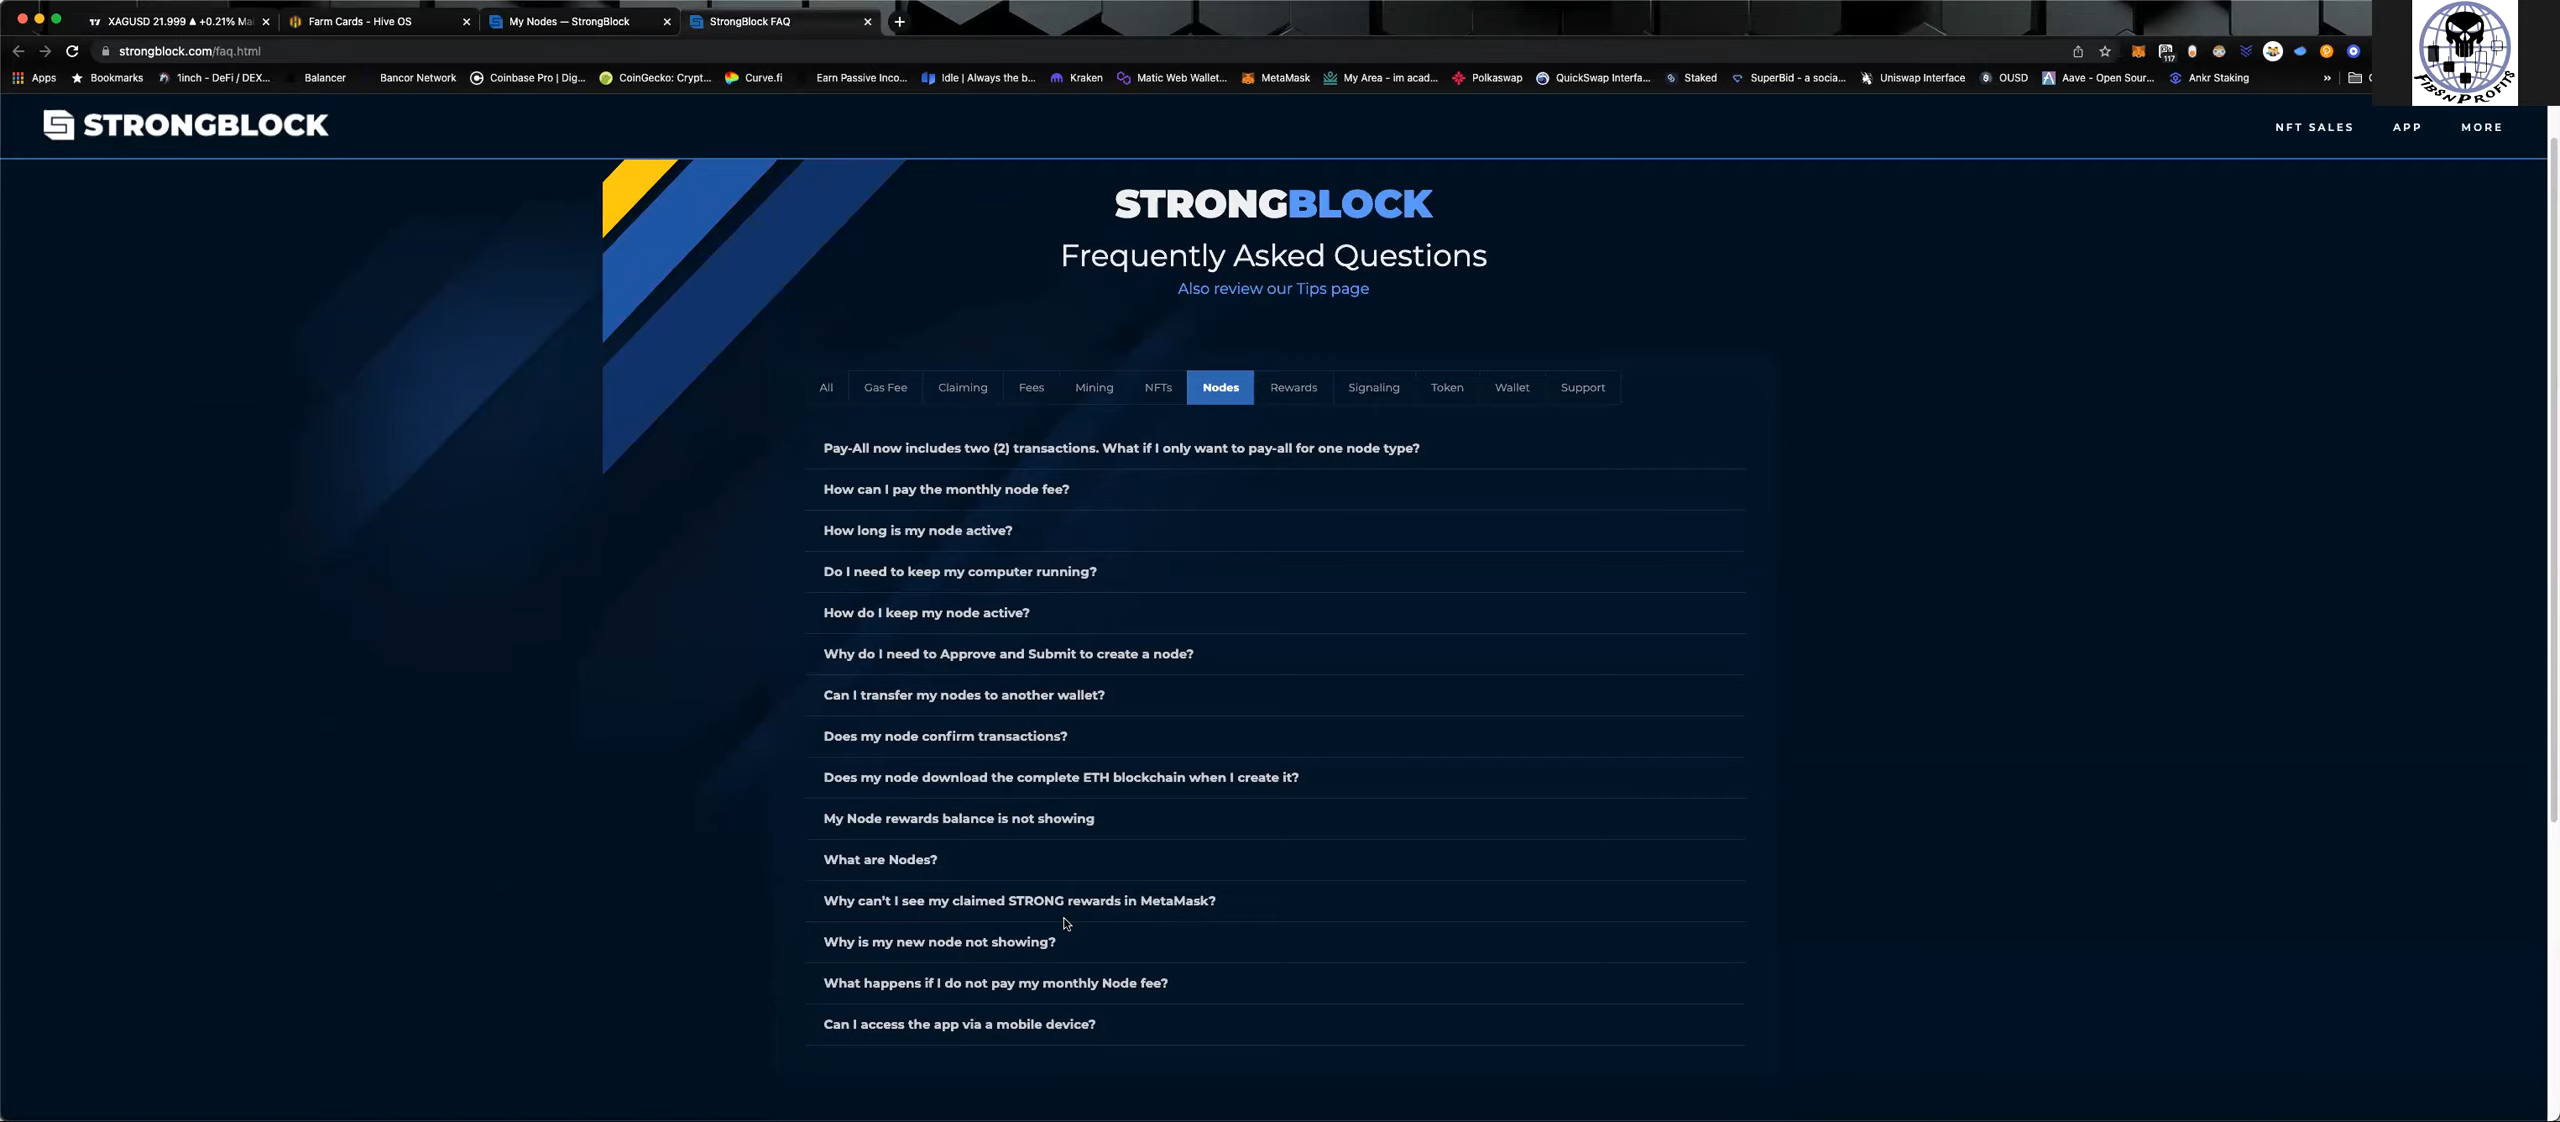 XAGUSD 21.999 ▲ +0.21%
Farm Cards - Hive OS
My Nodes — StrongBlock
StrongBlock FAQ
strongblock.com/faq.html
Apps
Bookmarks
1inch - DeFi / DEX...
Balancer
Bancor Network
Coinbase Pro | Dig...
CoinGecko: Crypt...
Curve.fi
Earn Passive Inco...
Idle | Always the b...
Kraken
Matic Web Wallet...
MetaMask
My Area - im acad...
Polkaswap
QuickSwap Interfa...
Staked
SuperBid - a socia...
Uniswap Interface
OUSD
Aave - Open Sour...
Ankr Staking
»
117
FIBSNPROFITS
STRONGBLOCK
NFT SALES
APP
MORE
STRONGBLOCK
Frequently Asked Questions
Also review our Tips page
All
Gas Fee
Claiming
Fees
Mining
NFTs
Nodes
Rewards
Signaling
Token
Wallet
Support
Pay-All now includes two (2) transactions. What if I only want to pay-all for one node type?
How can I pay the monthly node fee?
How long is my node active?
Do I need to keep my computer running?
How do I keep my node active?
Why do I need to Approve and Submit to create a node?
Can I transfer my nodes to another wallet?
Does my node confirm transactions?
Does my node download the complete ETH blockchain when I create it?
My Node rewards balance is not showing
What are Nodes?
Why can't I see my claimed STRONG rewards in MetaMask?
Why is my new node not showing?
What happens if I do not pay my monthly Node fee?
Can I access the app via a mobile device?